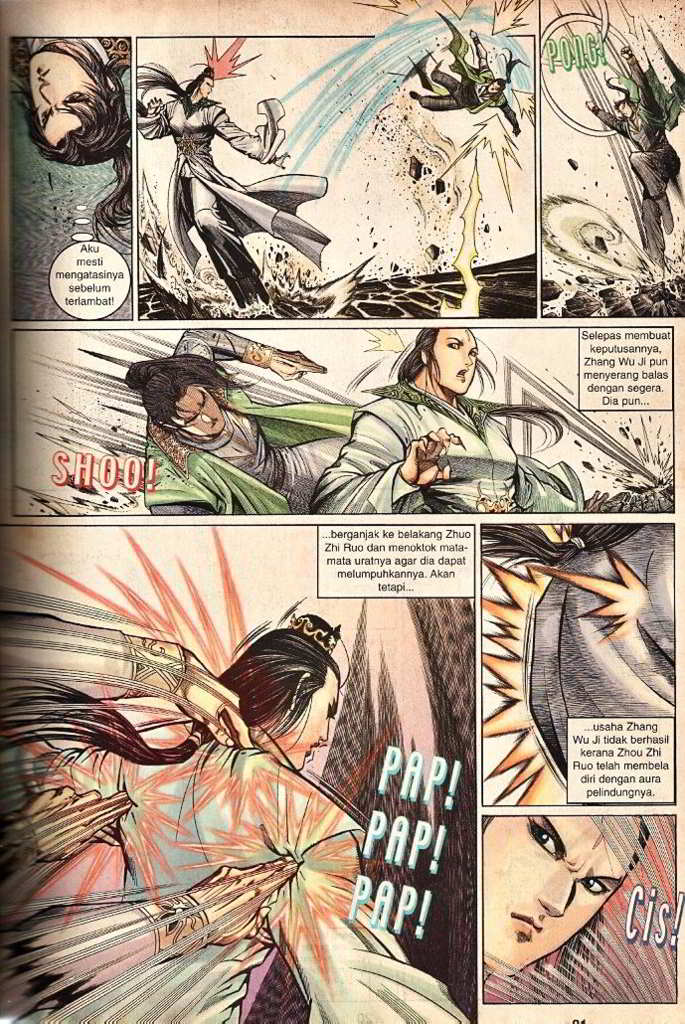 PONG!
Aku
mesti
mengatasinya
sebelum
terlambat!
Selepas membuat
keputusannya,
Zhang Wu Ji pun
menyerang balas
dengan segera.
Dia pun...
SHOO!
...berganjak ke belakang Zhuo
Zhi Ruo dan menoktok mata-
mata uratnya agar dia dapat
melumpuhkannya. Akan
tetapi...
PAP!
PAP!
PAP!
...usaha Zhang
Wu Ji tidak berhasil
kerana Zhou Zhi
Ruo telah membela
diri dengan aura
pelindungnya.
Cis!